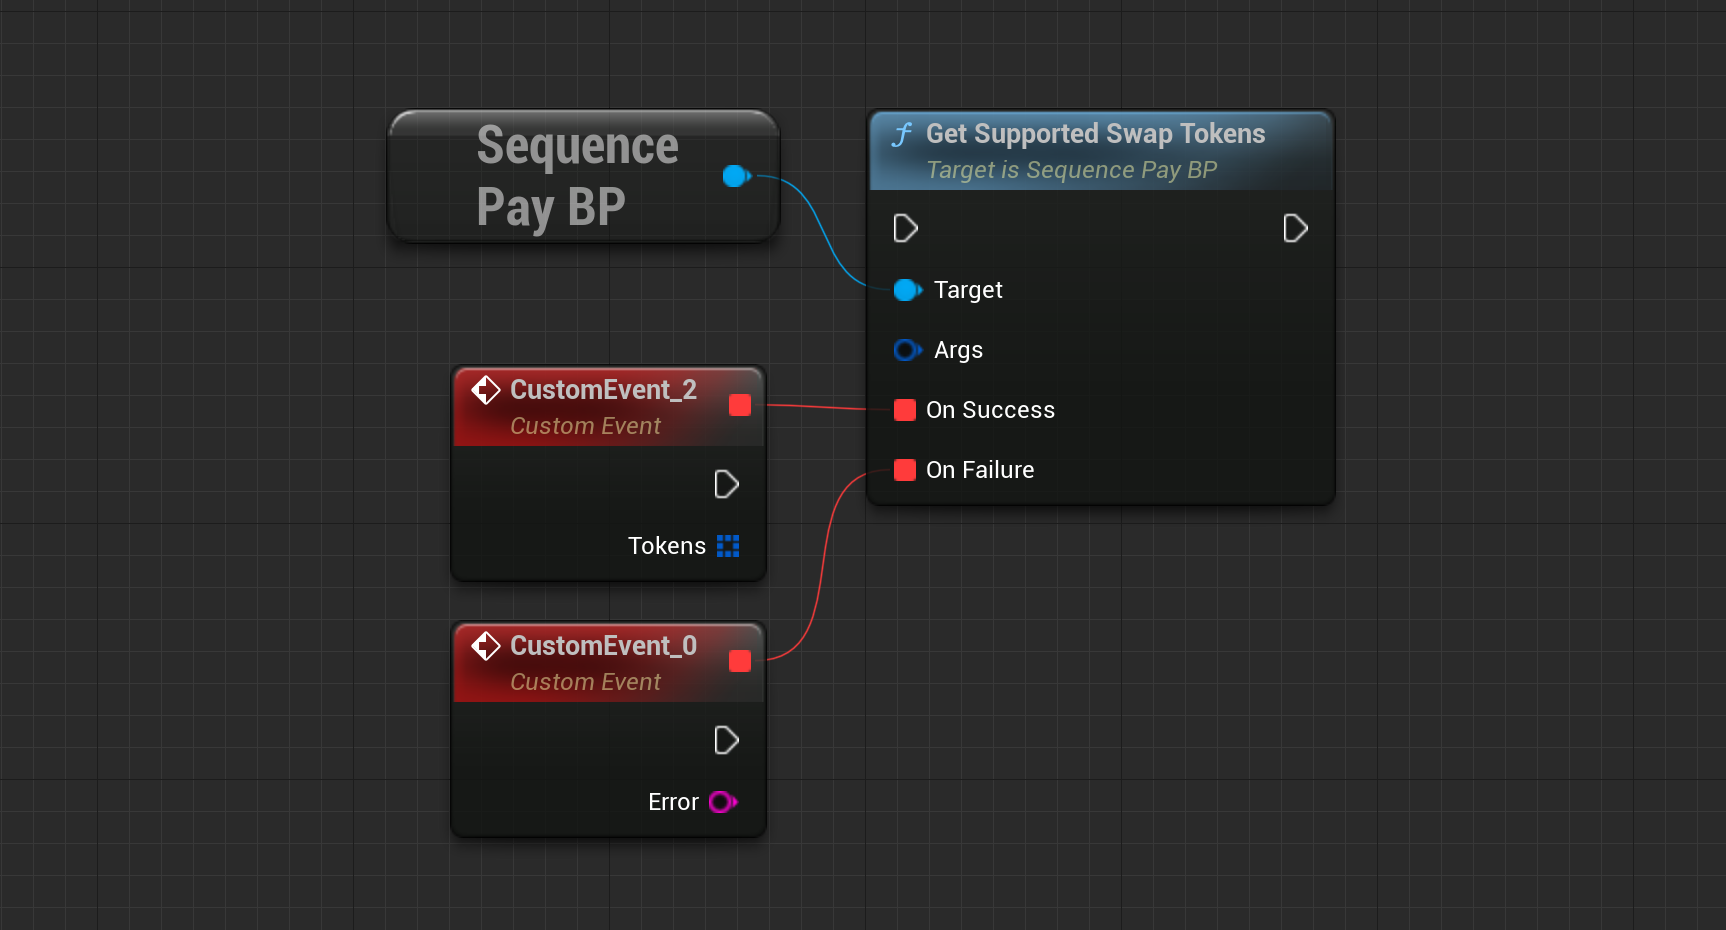 Sequence
Pay BP
Get Supported Swap Tokens
Target is Sequence Pay BP
Target
Args
On Success
On Failure
CustomEvent_2
Custom Event
Tokens
CustomEvent_0
Custom Event
Error